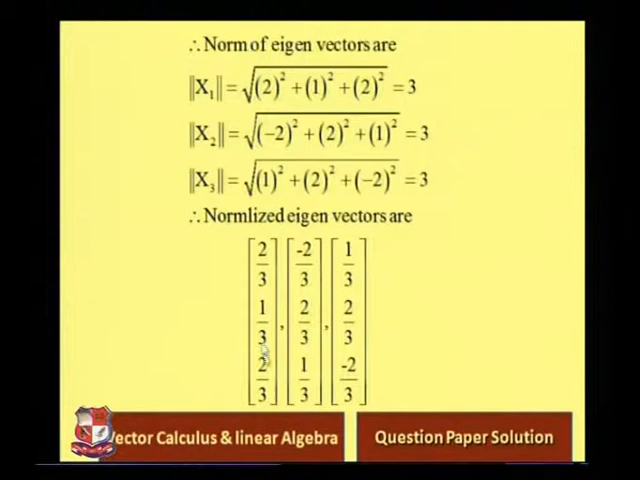 ∴ Norm of eigen vectors are
‖X₁‖ = √((2)² + (1)² + (2)²) = 3
‖X₂‖ = √((−2)² + (2)² + (1)²) = 3
‖X₃‖ = √((1)² + (2)² + (−2)²) = 3
∴ Normlized eigen vectors are
[2/3 1/3 2/3], [-2/3 2/3 1/3], [1/3 2/3 -2/3]
Vector Calculus & linear Algebra
Question Paper Solution